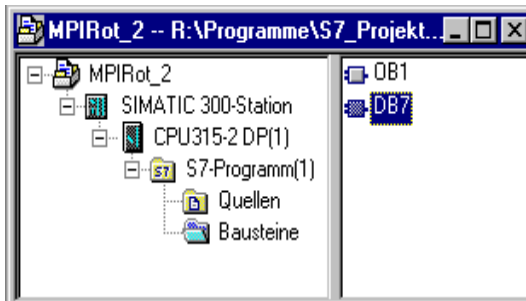 MPIRot_2 -- R:\Programme\S7_Projekt...
MPIRot_2
SIMATIC 300-Station
CPU315-2 DP(1)
S7-Programm(1)
Quellen
Bausteine
OB1
DB7